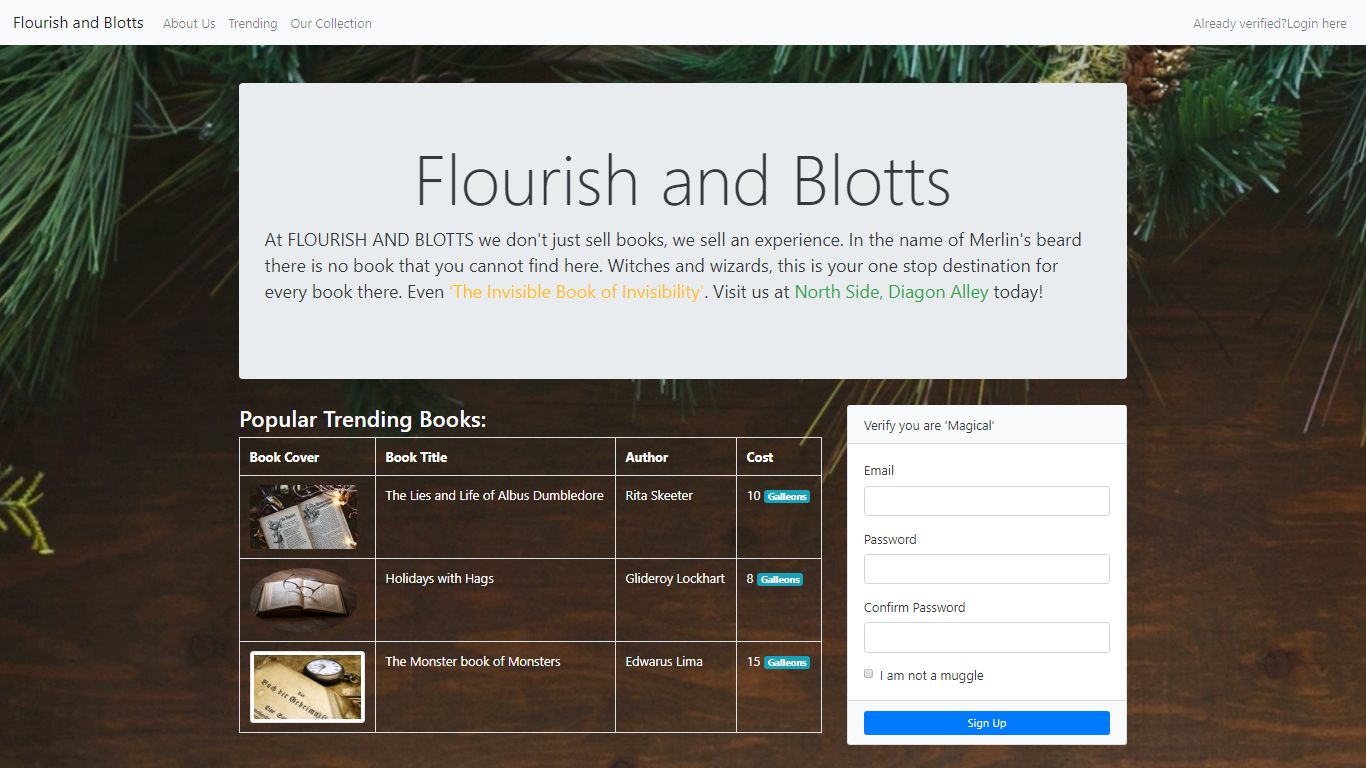 Flourish and Blotts About Us Trending Our Collection Already verified?Login here
Flourish and Blotts
At FLOURISH AND BLOTTS we don't just sell books, we sell an experience. In the name of Merlin's beard
there is no book that you cannot find here. Witches and wizards, this is your one stop destination for
every book there. Even 'The Invisible Book of Invisibility'. Visit us at North Side, Diagon Alley today!
Popular Trending Books:
Book Cover Book Title Author Cost
The Lies and Life of Albus Dumbledore Rita Skeeter 10 Galleons
Holidays with Hags Glideroy Lockhart 8 Galleons
The Monster book of Monsters Edwarus Lima 15 Galleons
Buch der Geheimnisse
Verify you are 'Magical'
Email
Password
Confirm Password
I am not a muggle
Sign Up